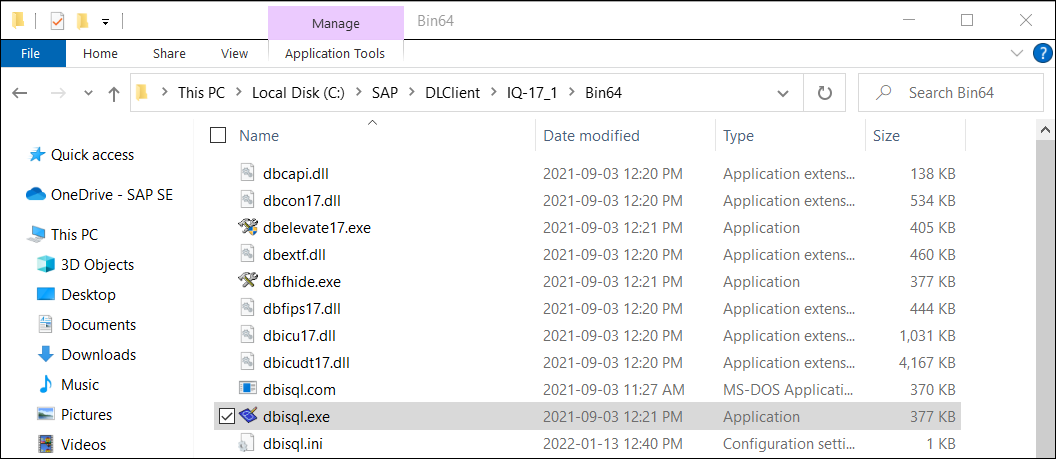 Manage
Bin64
File
Home
Share
View
Application Tools
?
This PC
Local Disk (C:)
SAP
DLClient
IQ-17_1
Bin64
Search Bin64
Quick access
OneDrive - SAP SE
This PC
3D Objects
Desktop
Documents
Downloads
Music
Pictures
Videos
Name Date modified Type Size
dbcapi.dll 2021-09-03 12:20 PM Application extens... 138 KB
dbcon17.dll 2021-09-03 12:20 PM Application extens... 534 KB
dbelevate17.exe 2021-09-03 12:21 PM Application 405 KB
dbextf.dll 2021-09-03 12:20 PM Application extens... 460 KB
dbfhide.exe 2021-09-03 12:21 PM Application 377 KB
dbfips17.dll 2021-09-03 12:20 PM Application extens... 444 KB
dbicu17.dll 2021-09-03 12:20 PM Application extens... 1,031 KB
dbicudt17.dll 2021-09-03 12:20 PM Application extens... 4,167 KB
dbisql.com 2021-09-03 11:27 AM MS-DOS Applicati... 370 KB
dbisql.exe 2021-09-03 12:21 PM Application 377 KB
dbisql.ini 2022-01-13 12:40 PM Configuration setti... 1 KB